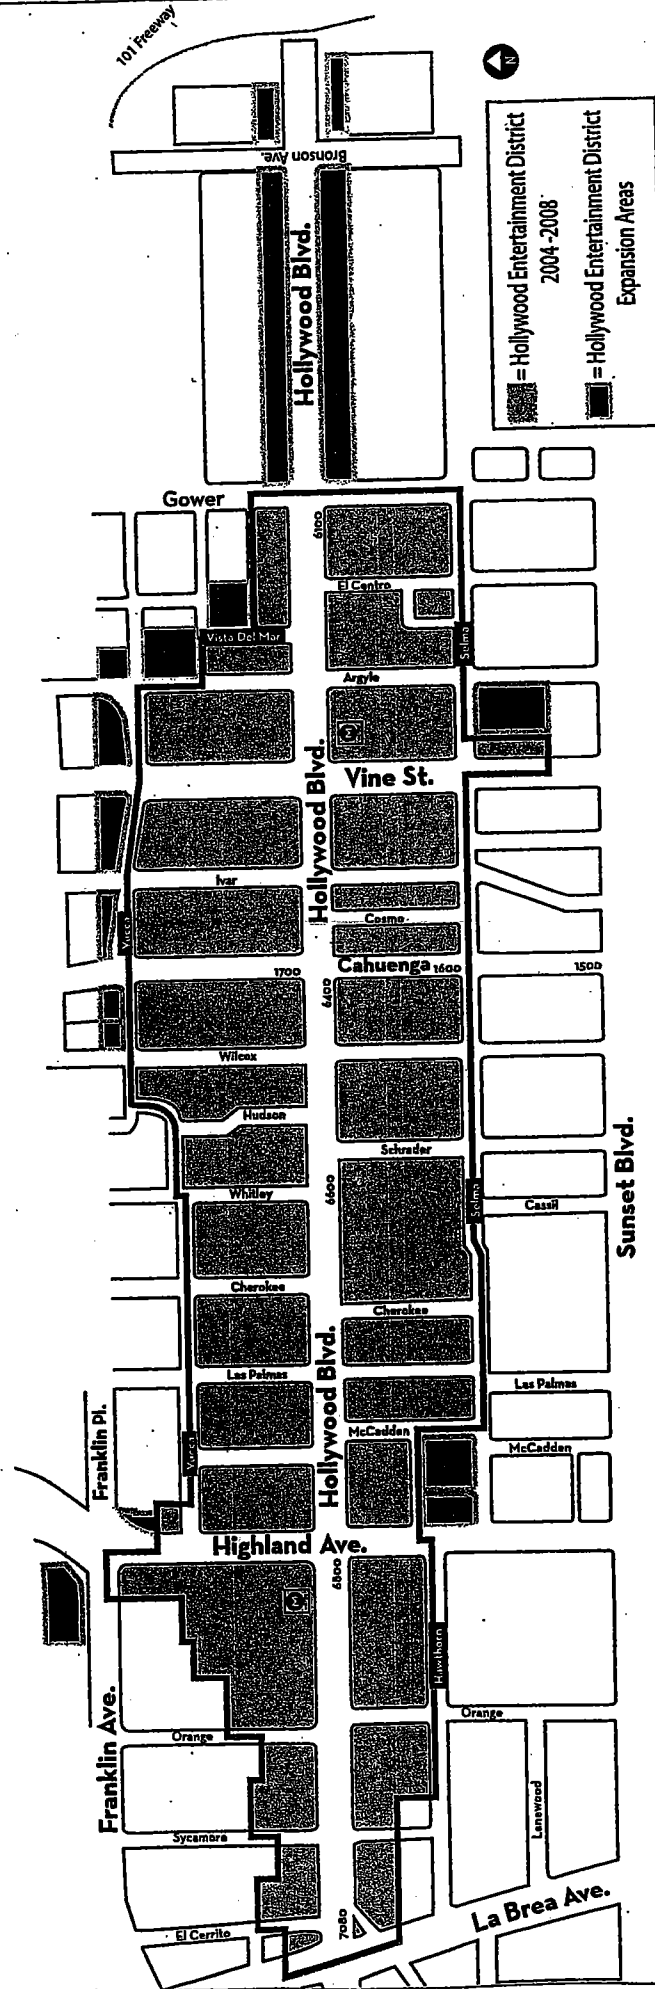 101 Freeway
N
Bronson Ave.
Hollywood Blvd.
= Hollywood Entertainment District
2004-2008
= Hollywood Entertainment District
Expansion Areas
Gower
6100
El Centro
Vista Del Mar
Selma
Argyle
M
Hollywood Blvd.
Vine St.
Ivar
Yucca
Cosmo
Cahuenga
1700
1600
1500
6400
Wilcox
Hudson
Schrader
Whitley
6600
Selma
Cassil
Sunset Blvd.
Cherokee
Cherokee
Las Palmas
Las Palmas
Hollywood Blvd.
Franklin Pl.
Yucca
McCadden
McCadden
Highland Ave.
6800
M
Hawthorn
Franklin Ave.
Orange
Orange
Sycamore
Lanewood
El Cerrito
7080
La Brea Ave.